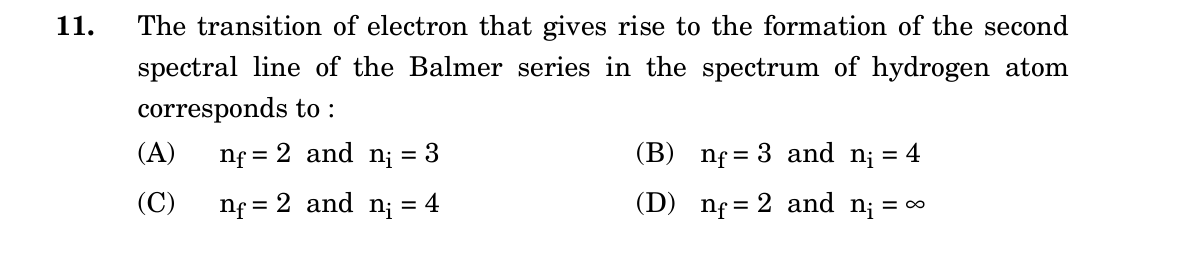 11. The transition of electron that gives rise to the formation of the second
spectral line of the Balmer series in the spectrum of hydrogen atom
corresponds to :
(A) nf = 2 and ni = 3 (B) nf = 3 and ni = 4
(C) nf = 2 and ni = 4 (D) nf = 2 and ni = ∞